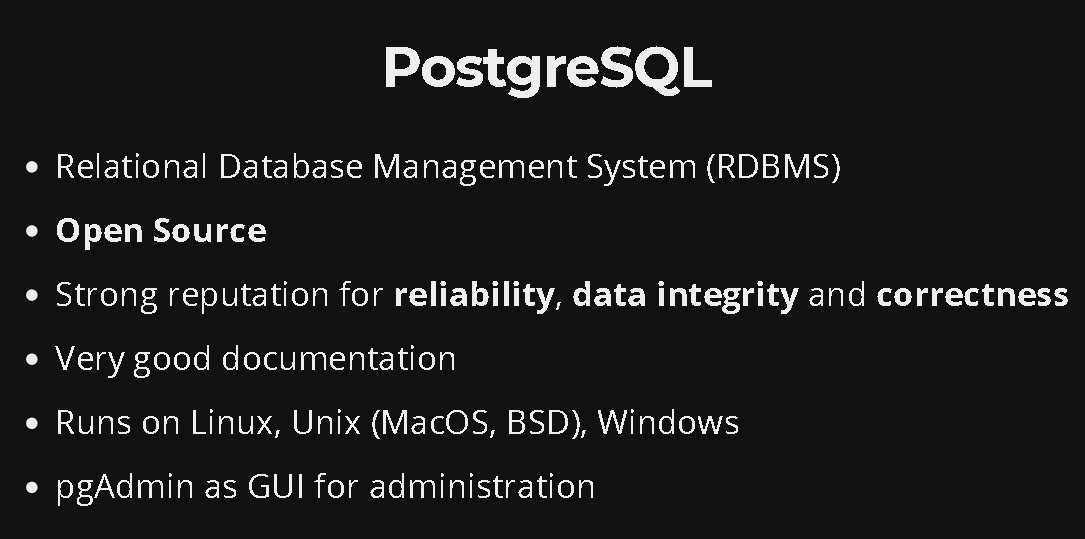 PostgreSQL
Relational Database Management System (RDBMS)
Open Source
Strong reputation for reliability, data integrity and correctness
Very good documentation
Runs on Linux, Unix (MacOS, BSD), Windows
pgAdmin as GUI for administration